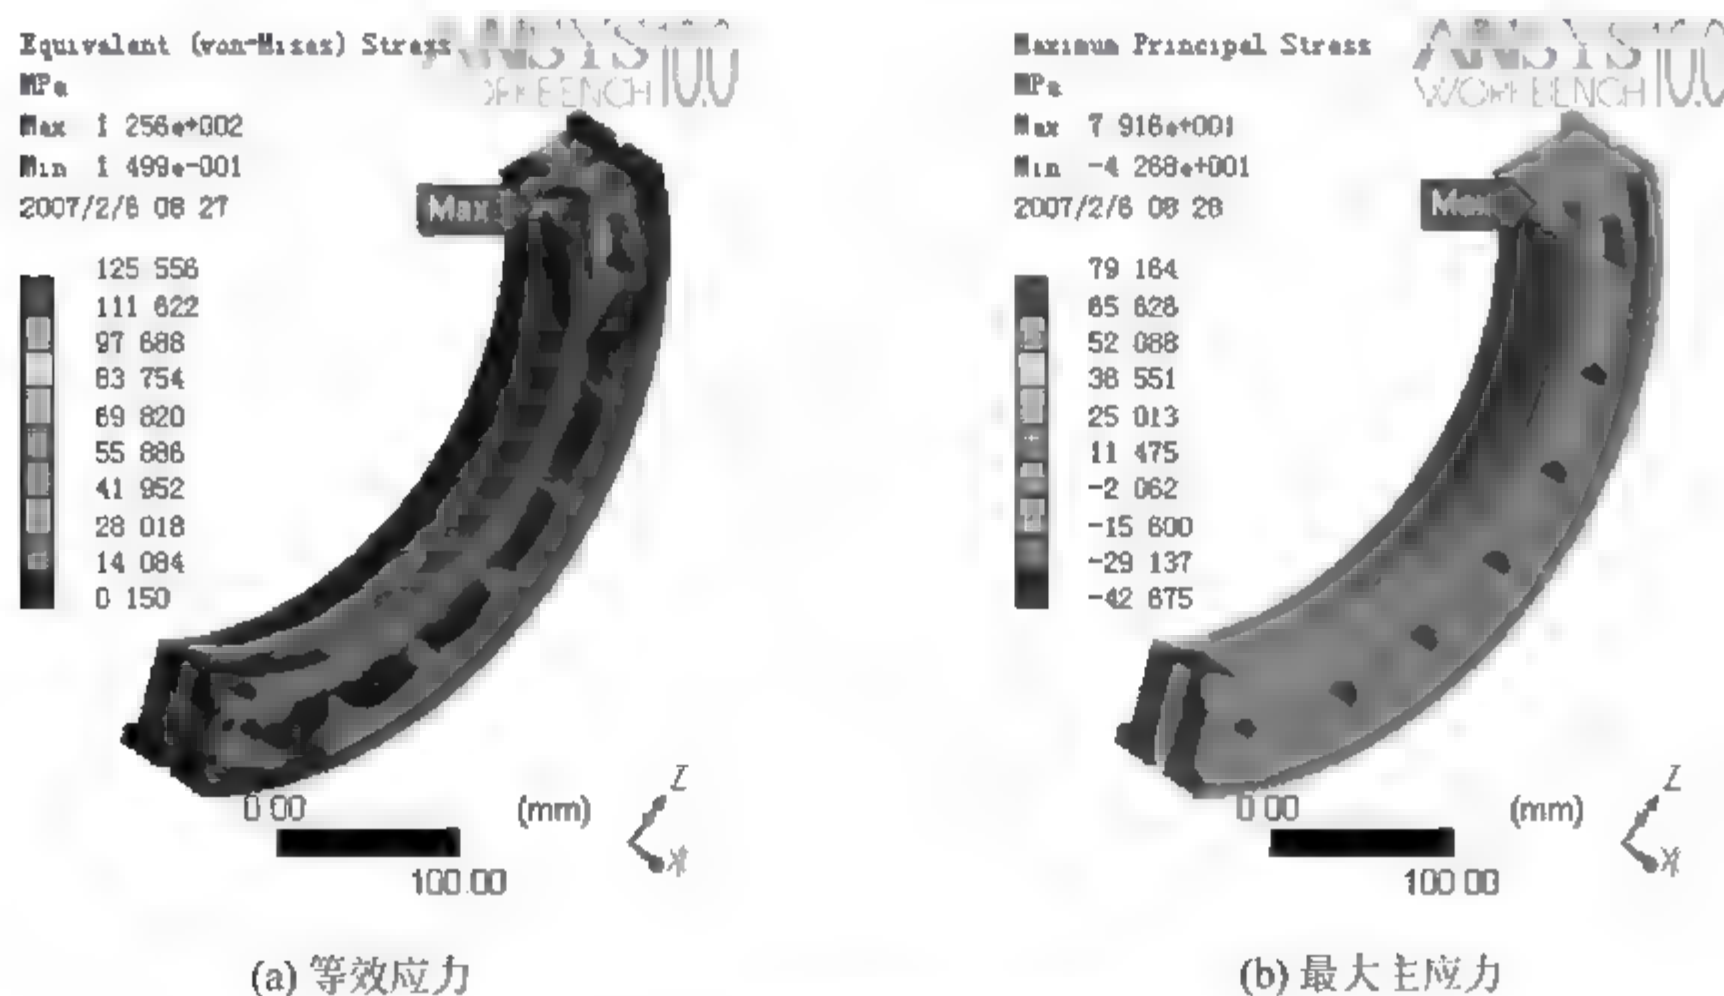 Equivalent (von-Mises) Stress
MPa
Max 1 256e+002
Min 1 499e-001
2007/2/6 08 27
Max
125 556
111 622
97 688
83 754
69 820
55 886
41 952
28 018
14 084
0 150
0 00
(mm)
100.00
Z
X
(a) 等效应力
Maximum Principal Stress
MPa
Max 7 916e+001
Min -4 268e+001
2007/2/6 08 28
ANSYS 10.0
WORKBENCH
Max
79 164
65 626
52 088
38 551
25 013
11 475
-2 062
-15 600
-29 137
-42 675
0 00
(mm)
100 00
Z
X
(b) 最大主应力